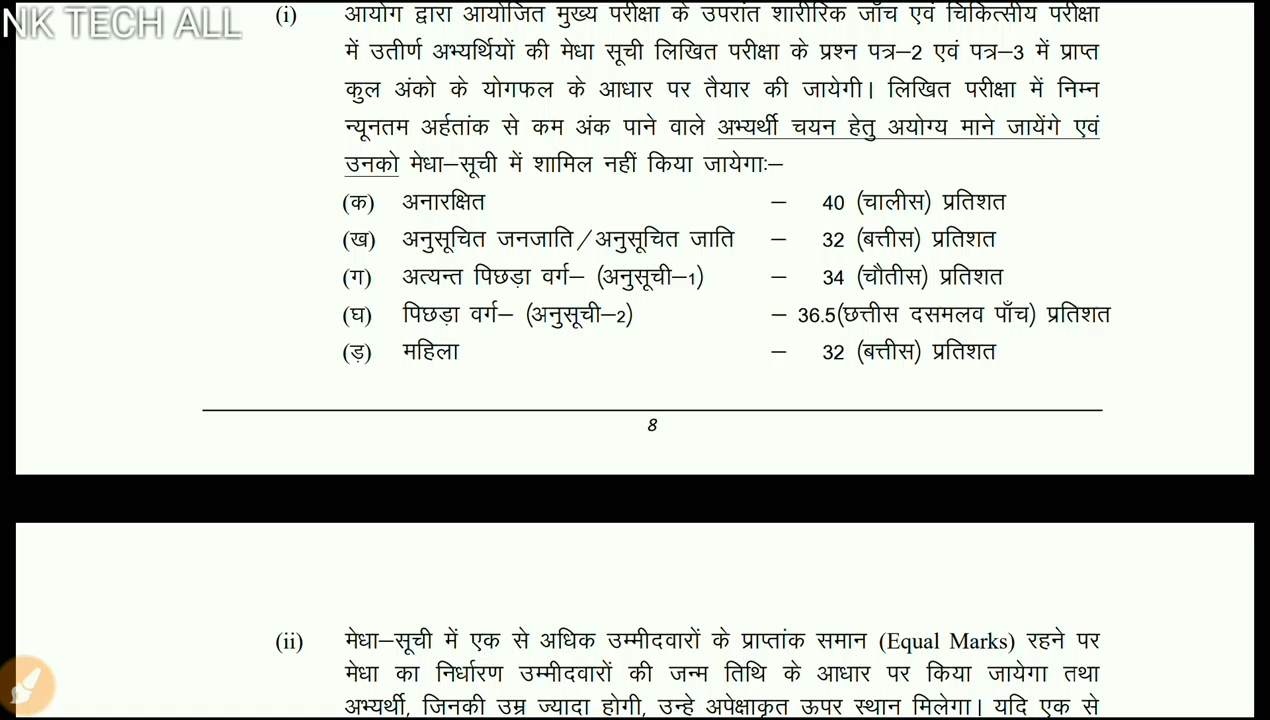 NK TECH ALL
(i) आयोग द्वारा आयोजित मुख्य परीक्षा के उपरांत शारीरिक जाँच एवं चिकित्सीय परीक्षा
में उतीर्ण अभ्यर्थियों की मेधा सूची लिखित परीक्षा के प्रश्न पत्र–2 एवं पत्र–3 में प्राप्त
कुल अंको के योगफल के आधार पर तैयार की जायेगी। लिखित परीक्षा में निम्न
न्यूनतम अर्हतांक से कम अंक पाने वाले अभ्यर्थी चयन हेतु अयोग्य माने जायेंगे एवं
उनको मेधा–सूची में शामिल नहीं किया जायेगाः–
(क) अनारक्षित – 40 (चालीस) प्रतिशत
(ख) अनुसूचित जनजाति/अनुसूचित जाति – 32 (बत्तीस) प्रतिशत
(ग) अत्यन्त पिछड़ा वर्ग– (अनुसूची–1) – 34 (चौतीस) प्रतिशत
(घ) पिछड़ा वर्ग– (अनुसूची–2) – 36.5(छत्तीस दसमलव पाँच) प्रतिशत
(ड़) महिला – 32 (बत्तीस) प्रतिशत
8
(ii) मेधा–सूची में एक से अधिक उम्मीदवारों के प्राप्तांक समान (Equal Marks) रहने पर
मेधा का निर्धारण उम्मीदवारों की जन्म तिथि के आधार पर किया जायेगा तथा
अभ्यर्थी, जिनकी उम्र ज्यादा होगी, उन्हे अपेक्षाकृत ऊपर स्थान मिलेगा। यदि एक से